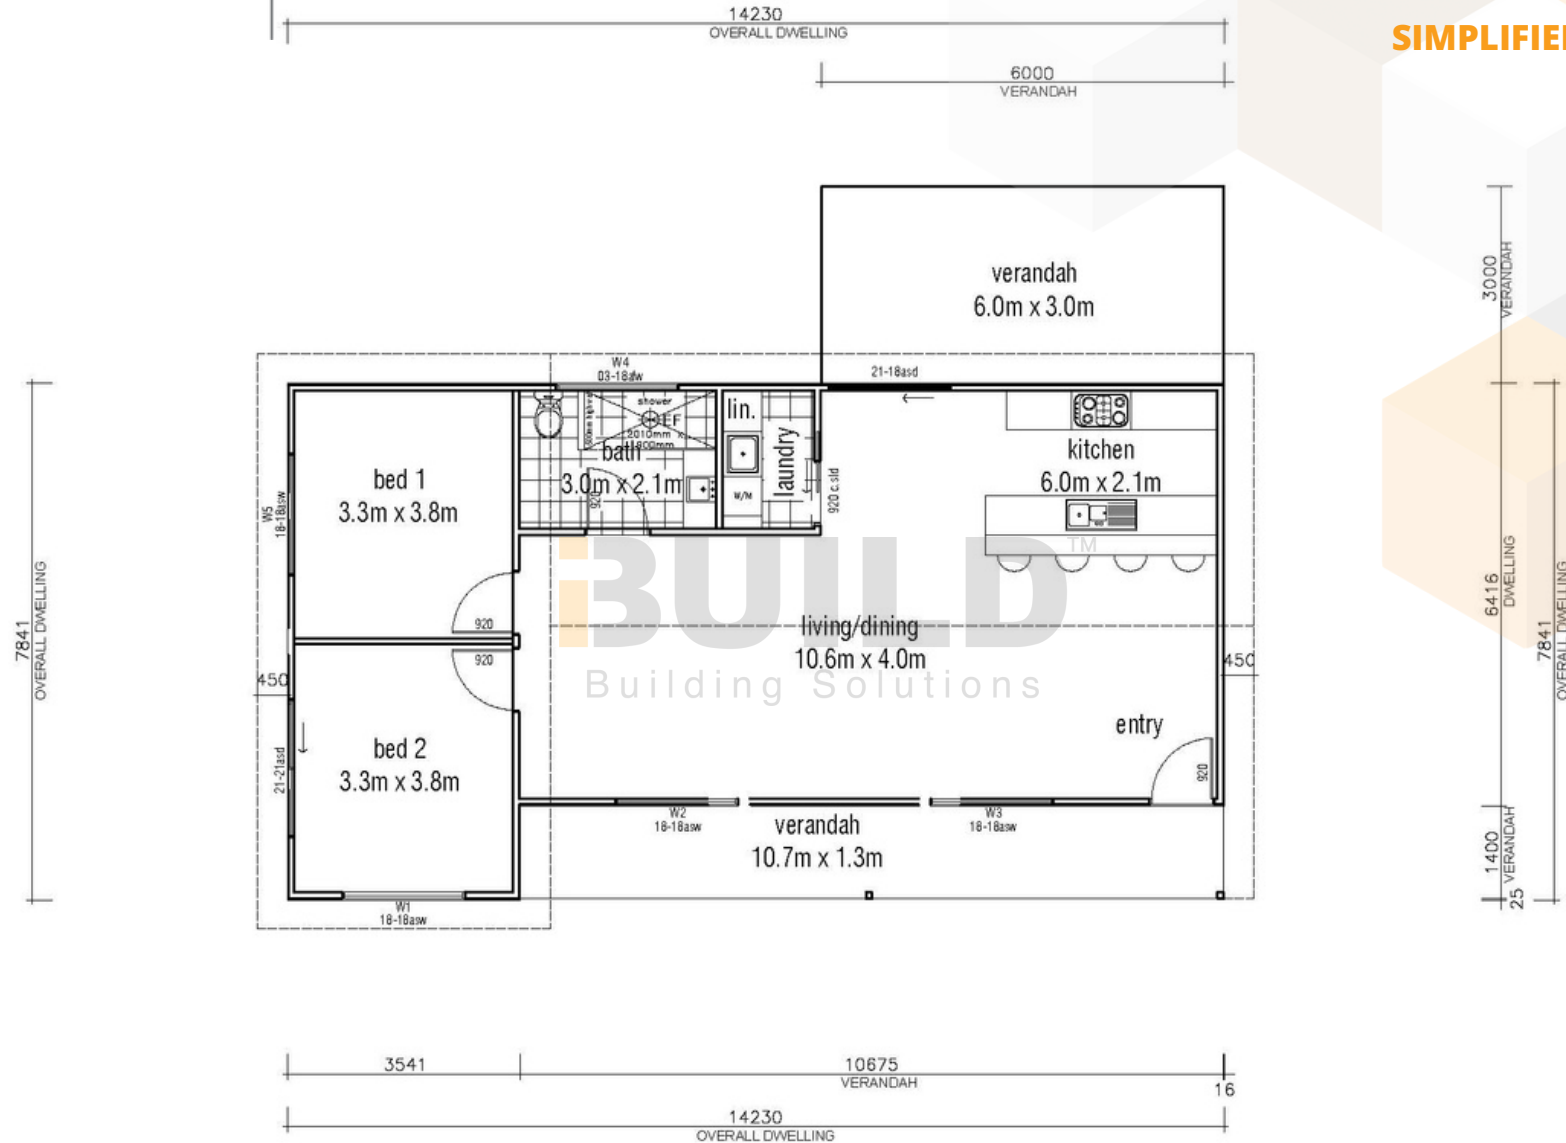 14230
OVERALL DWELLING
SIMPLIFIE
6000
VERANDAH
verandah
6.0m x 3.0m
3000
VERANDAH
W4
03-18afw
21-18asd
shower
EF
2010mm x
900mm
lin.
bath
3.0m x 2.1m
920
laundry
W/M
920 c.sld
kitchen
6.0m x 2.1m
bed 1
3.3m x 3.8m
W5
18-18asw
920
7841
OVERALL DWELLING
6416
DWELLING
7841
OVERALL DWELLING
iBUILD™
Building Solutions
living/dining
10.6m x 4.0m
450
450
920
entry
920
bed 2
3.3m x 3.8m
21-21asd
W2
18-18asw
W3
18-18asw
verandah
10.7m x 1.3m
1400
VERANDAH
25
W1
18-18asw
3541
10675
VERANDAH
16
14230
OVERALL DWELLING